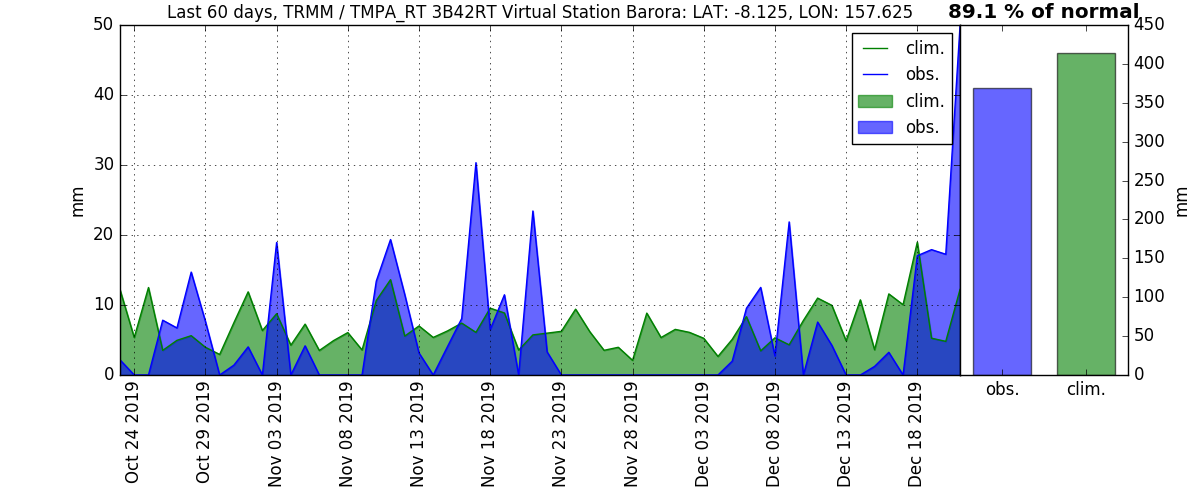 Last 60 days, TRMM / TMPA_RT 3B42RT Virtual Station Barora: LAT: -8.125, LON: 157.625
89.1 % of normal
50
40
30
20
10
0
mm
clim.
obs.
clim.
obs.
450
400
350
300
250
200
150
100
50
0
mm
Oct 24 2019
Oct 29 2019
Nov 03 2019
Nov 08 2019
Nov 13 2019
Nov 18 2019
Nov 23 2019
Nov 28 2019
Dec 03 2019
Dec 08 2019
Dec 13 2019
Dec 18 2019
obs.
clim.